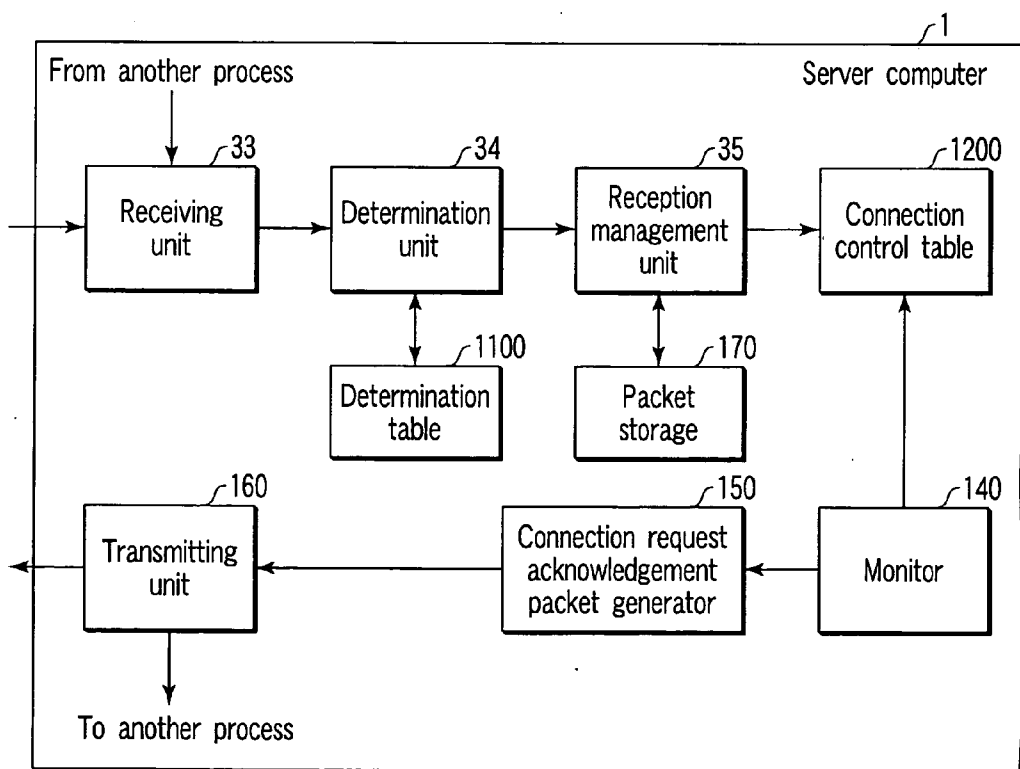 1
From another process
Server computer
33
34
35
1200
Receiving
unit
Determination
unit
Reception
management
unit
Connection
control table
1100
170
Determination
table
Packet
storage
160
150
140
Transmitting
unit
Connection request
acknowledgement
packet generator
Monitor
To another process